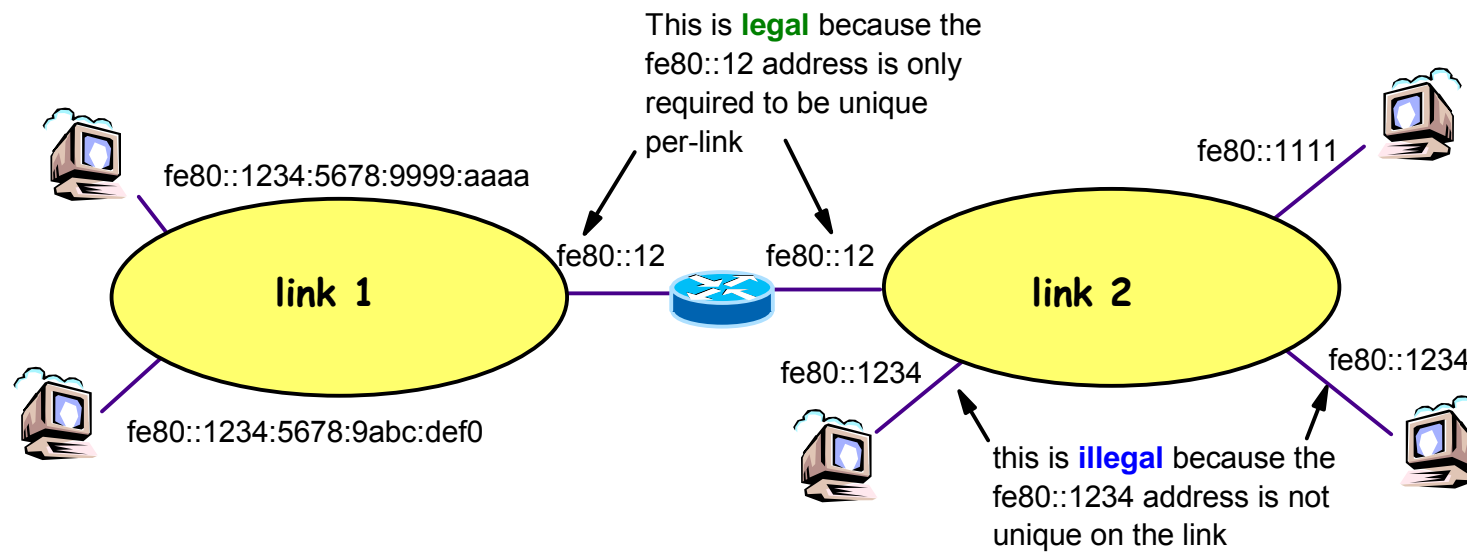 This is legal because the
fe80::12 address is only
required to be unique
per-link
fe80::1234:5678:9999:aaaa
fe80::1111
fe80::12
fe80::12
link 1
link 2
fe80::1234
fe80::1234
fe80::1234:5678:9abc:def0
this is illegal because the
fe80::1234 address is not
unique on the link